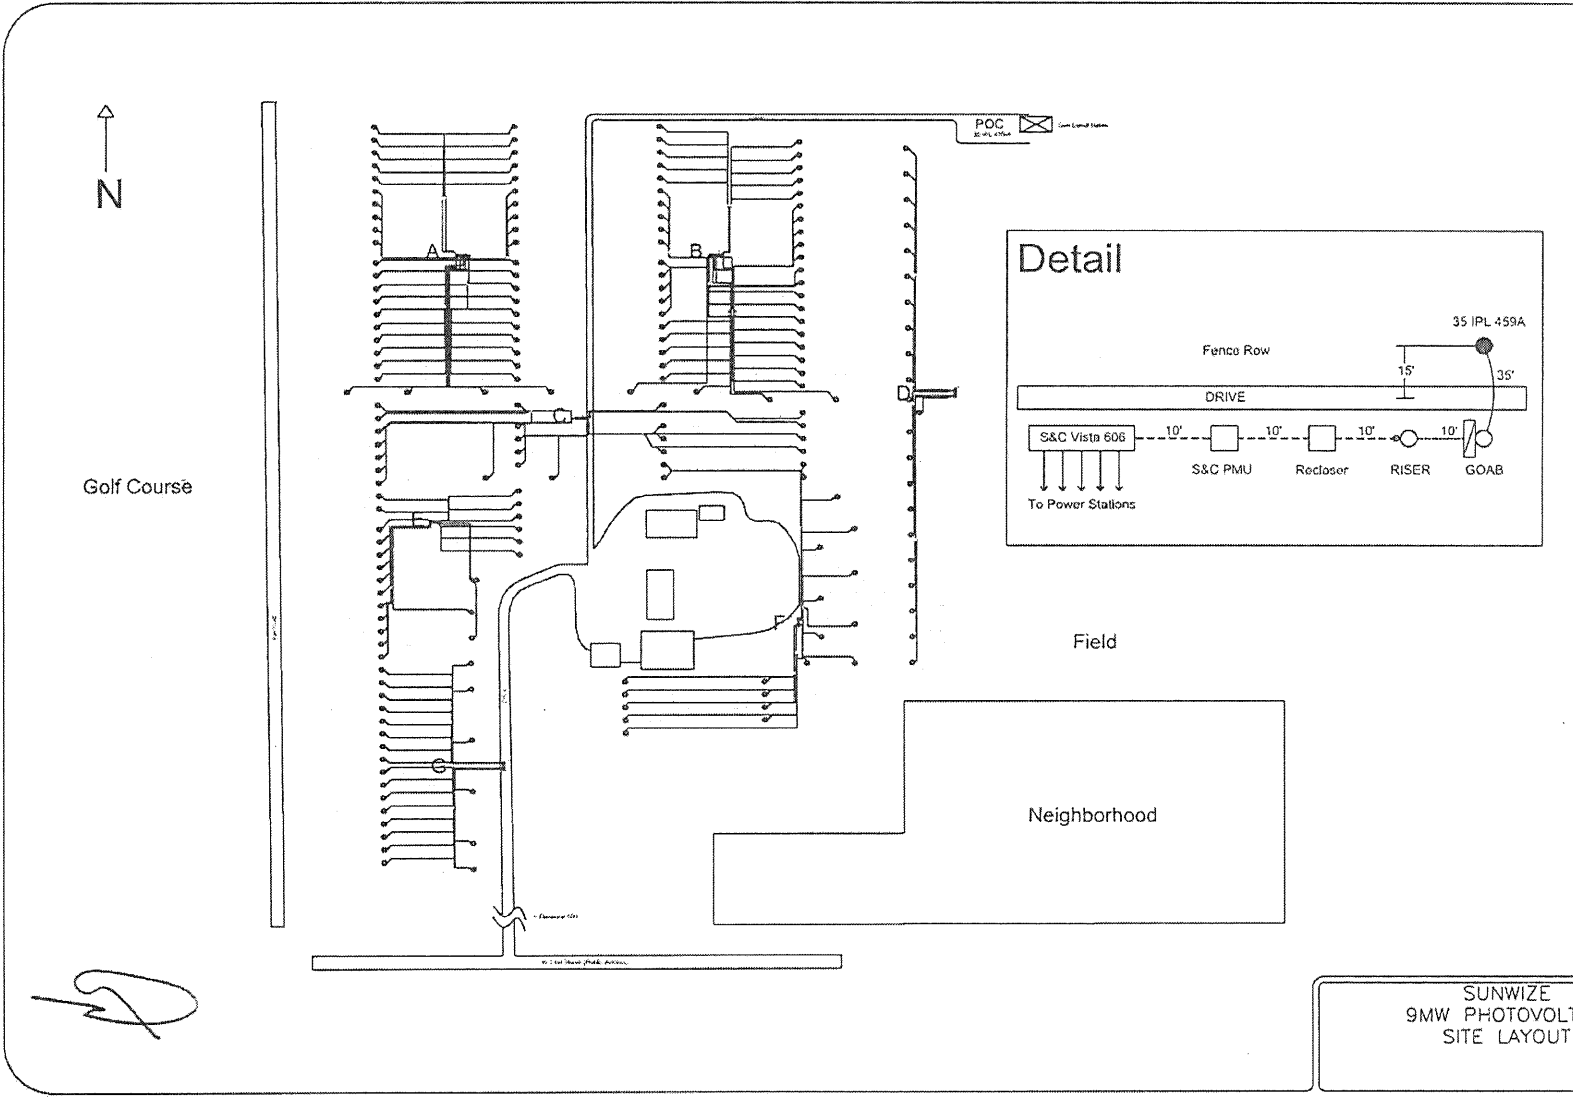 POC
N
A
B
Detail
35 IPL 459A
Fence Row
15'
35'
DRIVE
D
C
S&C Vista 606
10'
10'
10'
10'
S&C PMU
Recloser
RISER
GOAB
To Power Stations
Golf Course
E
F
Field
G
Neighborhood
SUNWIZE
9MW PHOTOVOLT
SITE LAYOUT